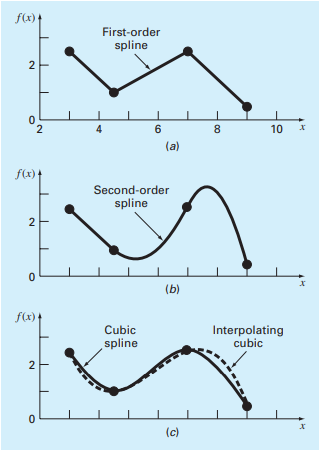 f(x)
First-order
spline
2
0
2 4 6 8 10 x
(a)
f(x)
Second-order
spline
2
0
x
(b)
f(x)
Cubic
spline
Interpolating
cubic
2
0
x
(c)